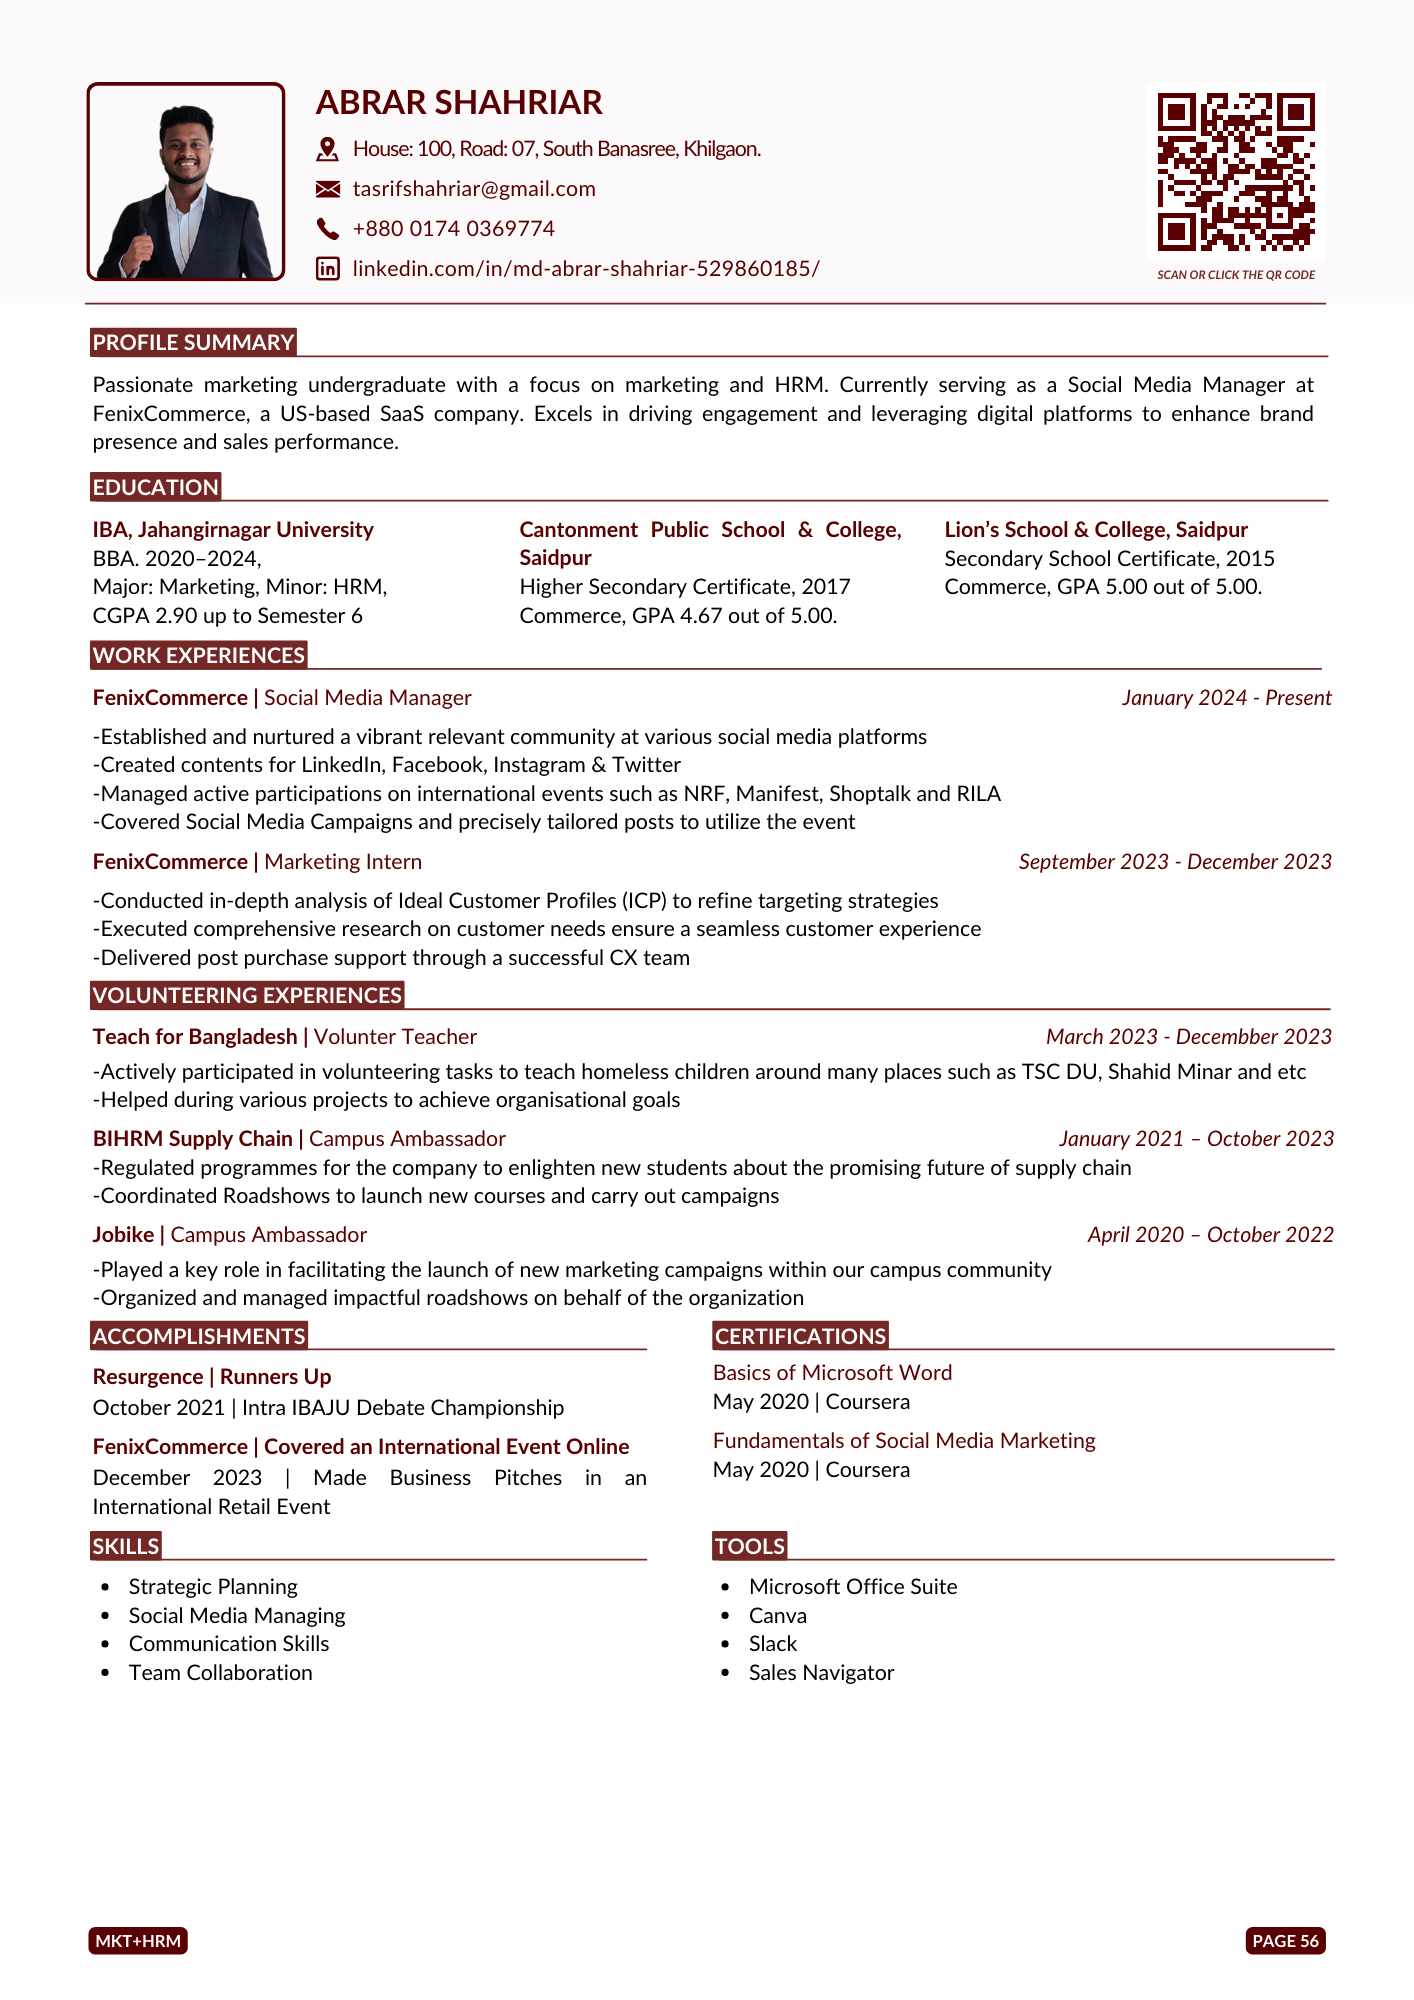 ABRAR SHAHRIAR
House: 100, Road: 07, South Banasree, Khilgaon.
tasrifshahriar@gmail.com
+880 0174 0369774
linkedin.com/in/md-abrar-shahriar-529860185/
SCAN OR CLICK THE QR CODE
PROFILE SUMMARY
Passionate marketing undergraduate with a focus on marketing and HRM. Currently serving as a Social Media Manager at
FenixCommerce, a US-based SaaS company. Excels in driving engagement and leveraging digital platforms to enhance brand
presence and sales performance.
EDUCATION
IBA, Jahangirnagar University
BBA. 2020–2024,
Major: Marketing, Minor: HRM,
CGPA 2.90 up to Semester 6
Cantonment Public School & College,
Saidpur
Higher Secondary Certificate, 2017
Commerce, GPA 4.67 out of 5.00.
Lion’s School & College, Saidpur
Secondary School Certificate, 2015
Commerce, GPA 5.00 out of 5.00.
WORK EXPERIENCES
FenixCommerce | Social Media Manager January 2024 - Present
-Established and nurtured a vibrant relevant community at various social media platforms
-Created contents for LinkedIn, Facebook, Instagram & Twitter
-Managed active participations on international events such as NRF, Manifest, Shoptalk and RILA
-Covered Social Media Campaigns and precisely tailored posts to utilize the event
FenixCommerce | Marketing Intern September 2023 - December 2023
-Conducted in-depth analysis of Ideal Customer Profiles (ICP) to refine targeting strategies
-Executed comprehensive research on customer needs ensure a seamless customer experience
-Delivered post purchase support through a successful CX team
VOLUNTEERING EXPERIENCES
Teach for Bangladesh | Volunter Teacher March 2023 - Decembber 2023
-Actively participated in volunteering tasks to teach homeless children around many places such as TSC DU, Shahid Minar and etc
-Helped during various projects to achieve organisational goals
BIHRM Supply Chain | Campus Ambassador January 2021 – October 2023
-Regulated programmes for the company to enlighten new students about the promising future of supply chain
-Coordinated Roadshows to launch new courses and carry out campaigns
Jobike | Campus Ambassador April 2020 – October 2022
-Played a key role in facilitating the launch of new marketing campaigns within our campus community
-Organized and managed impactful roadshows on behalf of the organization
ACCOMPLISHMENTS
Resurgence | Runners Up
October 2021 | Intra IBAJU Debate Championship
FenixCommerce | Covered an International Event Online
December 2023 | Made Business Pitches in an
International Retail Event
CERTIFICATIONS
Basics of Microsoft Word
May 2020 | Coursera
Fundamentals of Social Media Marketing
May 2020 | Coursera
SKILLS
• Strategic Planning
• Social Media Managing
• Communication Skills
• Team Collaboration
TOOLS
• Microsoft Office Suite
• Canva
• Slack
• Sales Navigator
MKT+HRM
PAGE 56